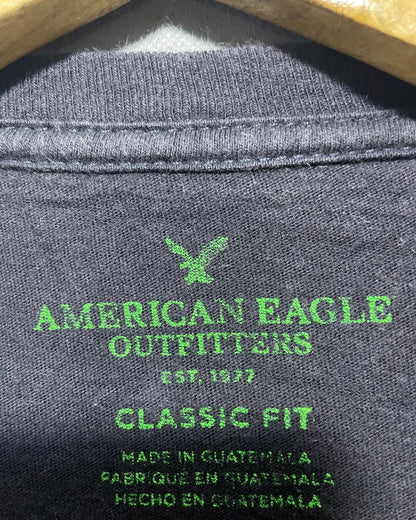 AMERICAN EAGLE
OUTFITTERS
EST. 1977
CLASSIC FIT
MADE IN GUATEMALA
FABRIQUÉ EN GUATEMALA
HECHO EN GUATEMALA